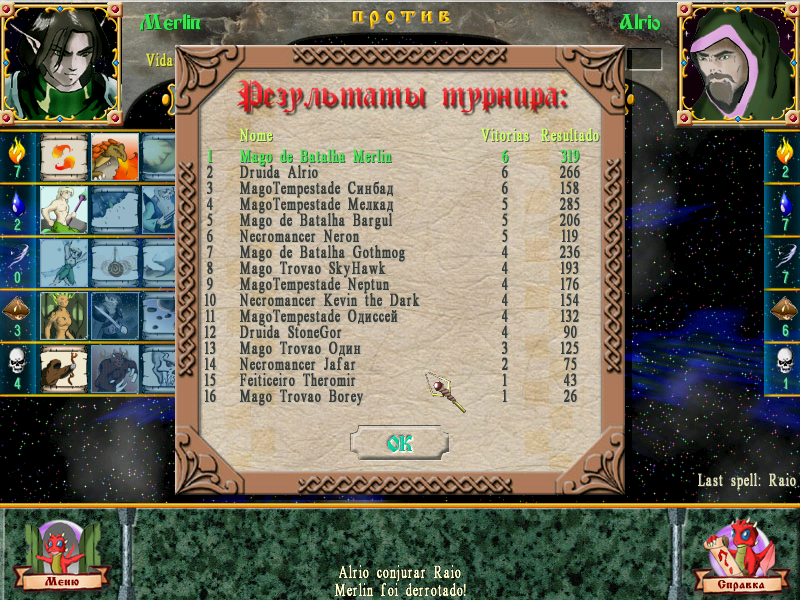 Merlin
против
Alrio
Vida
Результаты турнира:
Nome Vitorias Resultado
1 Mago de Batalha Merlin 6 319
2 Druida Alrio 6 266
3 MagoTempestade Синбад 6 158
4 MagoTempestade Мелкад 5 285
5 Mago de Batalha Bargul 5 206
6 Necromancer Neron 5 119
7 Mago de Batalha Gothmog 4 236
8 Mago Trovao SkyHawk 4 193
9 MagoTempestade Neptun 4 176
10 Necromancer Kevin the Dark 4 154
11 MagoTempestade Одиссей 4 132
12 Druida StoneGor 4 90
13 Mago Trovao Один 3 125
14 Necromancer Jafar 2 75
15 Feiticeiro Theromir 1 43
16 Mago Trovao Borey 1 26
OK
7
2
0
3
4
2
7
7
6
1
Last spell: Raio
Меню
Alrio conjurar Raio
Merlin foi derrotado!
Справка